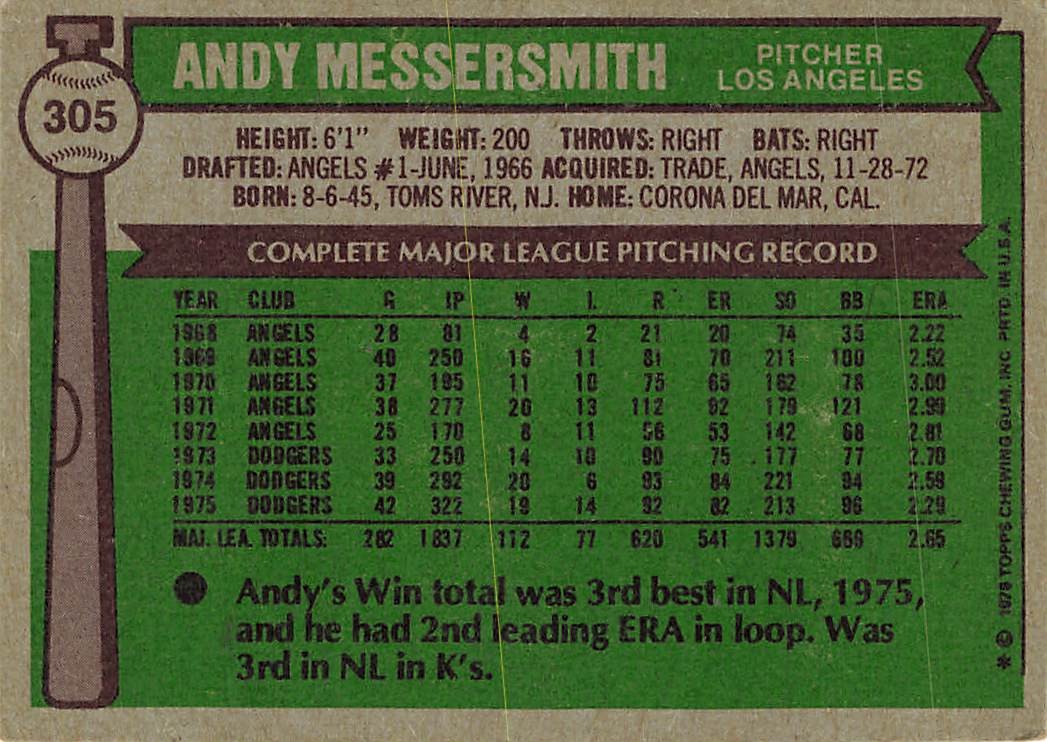 ANDY MESSERSMITH
PITCHER
LOS ANGELES
305
HEIGHT: 6'1" WEIGHT: 200 THROWS: RIGHT BATS: RIGHT
DRAFTED: ANGELS #1-JUNE, 1966 ACQUIRED: TRADE, ANGELS, 11-28-72
BORN: 8-6-45, TOMS RIVER, N.J. HOME: CORONA DEL MAR, CAL.
COMPLETE MAJOR LEAGUE PITCHING RECORD
YEAR CLUB G IP W L R ER SO BB ERA
1968 ANGELS 28 81 4 2 21 20 74 35 2.22
1969 ANGELS 40 250 16 11 81 70 211 100 2.52
1970 ANGELS 37 195 11 10 75 65 162 78 3.00
1971 ANGELS 38 277 20 13 112 92 179 121 2.99
1972 ANGELS 25 170 8 11 56 53 142 68 2.81
1973 DODGERS 33 250 14 10 90 75 177 77 2.70
1974 DODGERS 39 292 20 6 93 84 221 94 2.59
1975 DODGERS 42 322 19 14 92 82 213 96 2.29
MAJ. LEA. TOTALS: 282 1837 112 77 620 541 1379 669 2.65
● Andy's Win total was 3rd best in NL, 1975,
and he had 2nd leading ERA in loop. Was
3rd in NL in K's.
* © 1976 TOPPS CHEWING GUM, INC. PRTD. IN U.S.A.